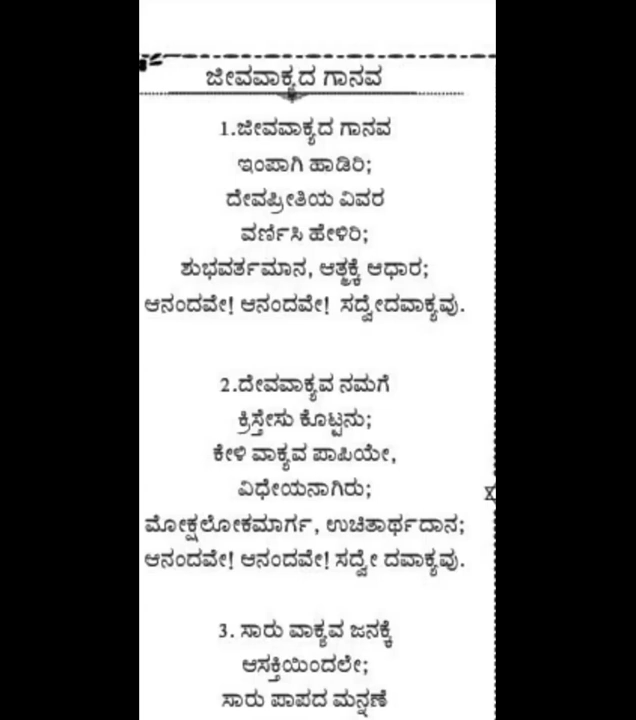 ಜೀವವಾಕ್ಯದ ಗಾನವ
1.ಜೀವವಾಕ್ಯದ ಗಾನವ
ಇಂಪಾಗಿ ಹಾಡಿರಿ;
ದೇವಪ್ರೀತಿಯ ವಿವರ
ವರ್ಣಿಸಿ ಹೇಳಿರಿ;
ಶುಭವರ್ತಮಾನ, ಆತ್ಮಕ್ಕೆ ಆಧಾರ;
ಆನಂದವೇ! ಆನಂದವೇ! ಸದ್ವೇದವಾಕ್ಯವು.
2.ದೇವವಾಕ್ಯವ ನಮಗೆ
ಕ್ರಿಸ್ತೇಸು ಕೊಟ್ಟನು;
ಕೇಳಿ ವಾಕ್ಯವ ಪಾಪಿಯೇ,
ವಿಧೇಯನಾಗಿರು;
ಮೋಕ್ಷಲೋಕಮಾರ್ಗ, ಉಚಿತಾರ್ಥದಾನ;
ಆನಂದವೇ! ಆನಂದವೇ! ಸದ್ವೇ ದವಾಕ್ಯವು.
3. ಸಾರು ವಾಕ್ಯವ ಜನಕ್ಕೆ
ಆಸಕ್ತಿಯಿಂದಲೇ;
ಸಾರು ಪಾಪದ ಮನ್ನಣೆ